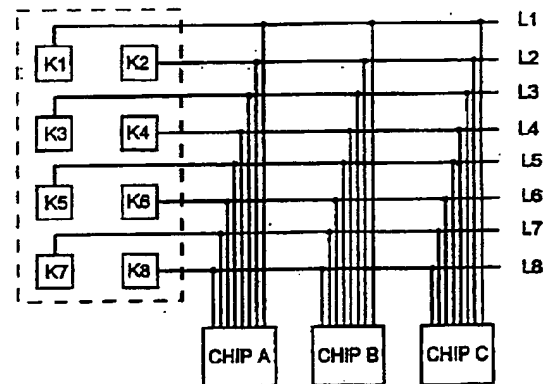 L1
K1 K2 L2
L3
K3 K4 L4
L5
K5 K6 L6
L7
K7 K8 L8
CHIP A CHIP B CHIP C